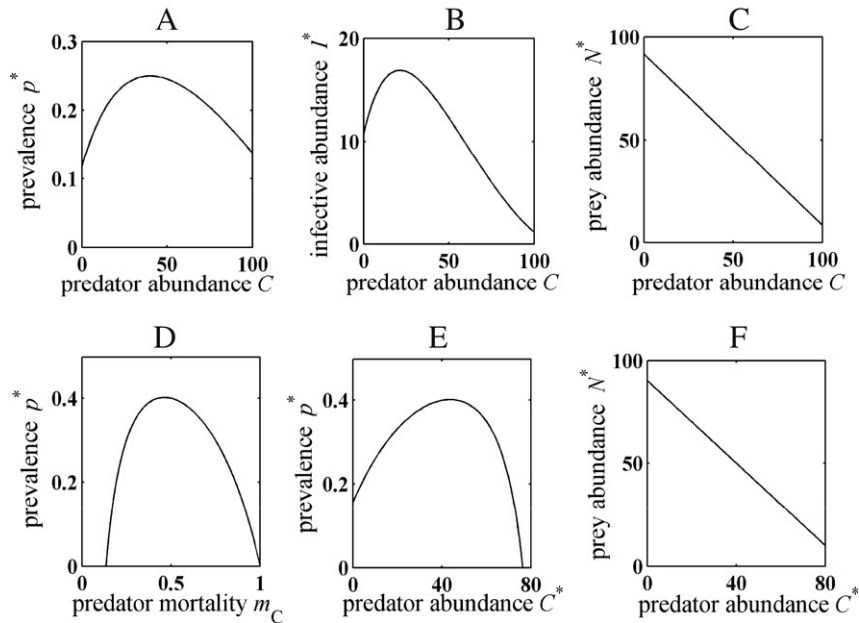 A
prevalence p*
0.3
0.2
0.1
0
0
50
100
predator abundance C
B
infective abundance I*
20
10
0
0
50
100
predator abundance C
C
prey abundance N*
100
50
0
0
50
100
predator abundance C
D
prevalence p*
0.4
0.2
0
0
0.5
1
predator mortality mC
E
prevalence p*
0.4
0.2
0
0
40
80
predator abundance C*
F
prey abundance N*
100
50
0
0
40
80
predator abundance C*